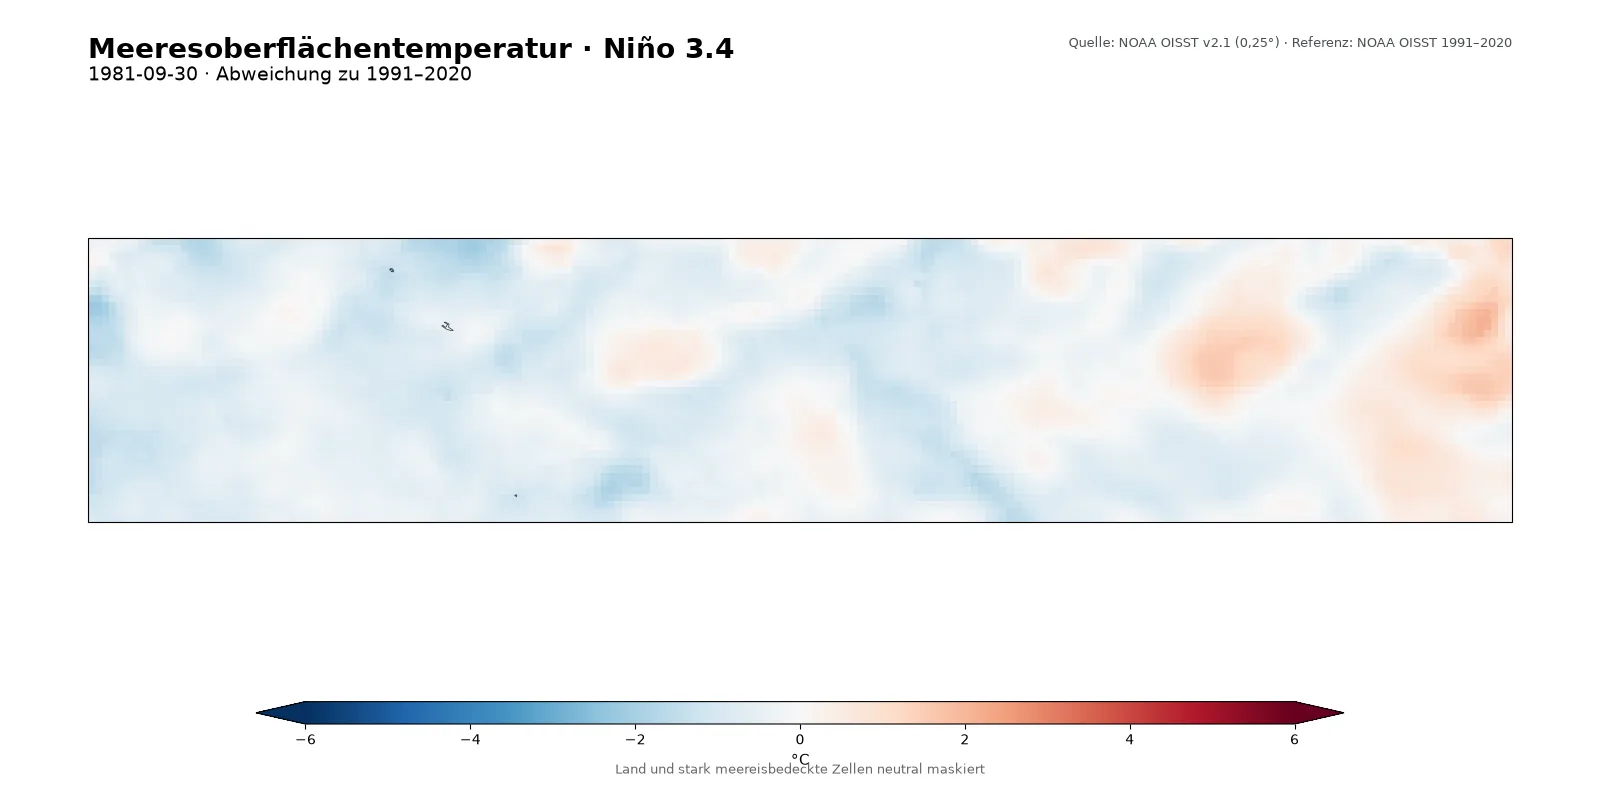 Meeresoberflächentemperatur · Niño 3.4
1981-09-30 · Abweichung zu 1991–2020
Quelle: NOAA OISST v2.1 (0,25°) · Referenz: NOAA OISST 1991–2020
−6 −4 −2 0 2 4 6
°C
Land und stark meereisbedeckte Zellen neutral maskiert